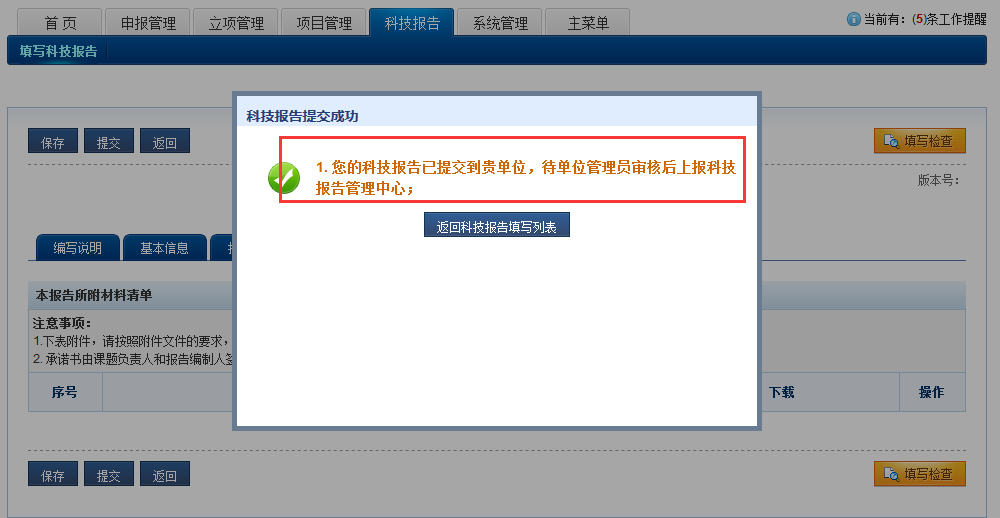 首 页
申报管理
立项管理
项目管理
科技报告
系统管理
主菜单
当前有：(5)条工作提醒
填写科技报告
科技报告提交成功
1. 您的科技报告已提交到贵单位，待单位管理员审核后上报科技
报告管理中心；
返回科技报告填写列表
保存
提交
返回
填写检查
版本号：
编写说明
基本信息
本报告所附材料清单
注意事项：
1.下表附件，请按照附件文件的要求，
2. 承诺书由课题负责人和报告编制人签
序号
下载
操作
保存
提交
返回
填写检查